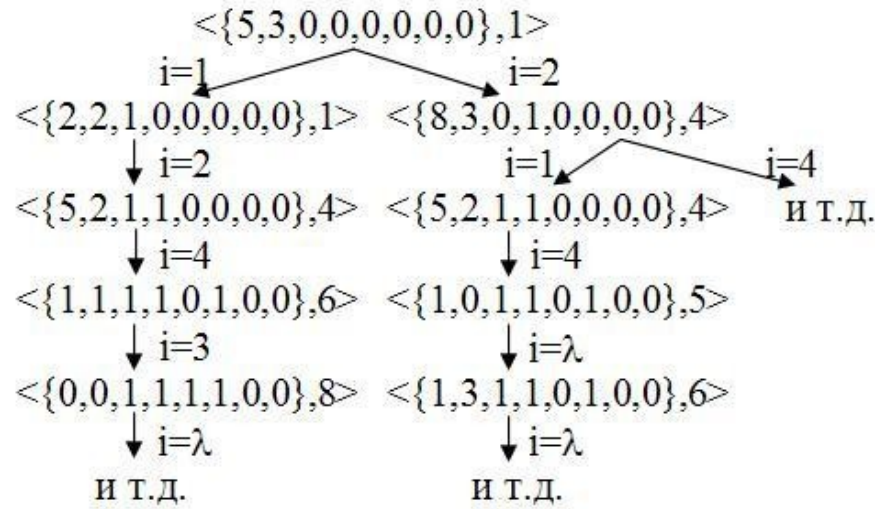 <{5,3,0,0,0,0,0,0},1>
i=1 i=2
<{2,2,1,0,0,0,0,0},1> <{8,3,0,1,0,0,0,0},4>
i=2 i=1 i=4
<{5,2,1,1,0,0,0,0},4> <{5,2,1,1,0,0,0,0},4> и т.д.
i=4 i=4
<{1,1,1,1,0,1,0,0},6> <{1,0,1,1,0,1,0,0},5>
i=3 i=λ
<{0,0,1,1,1,1,0,0},8> <{1,3,1,1,0,1,0,0},6>
i=λ i=λ
и т.д. и т.д.